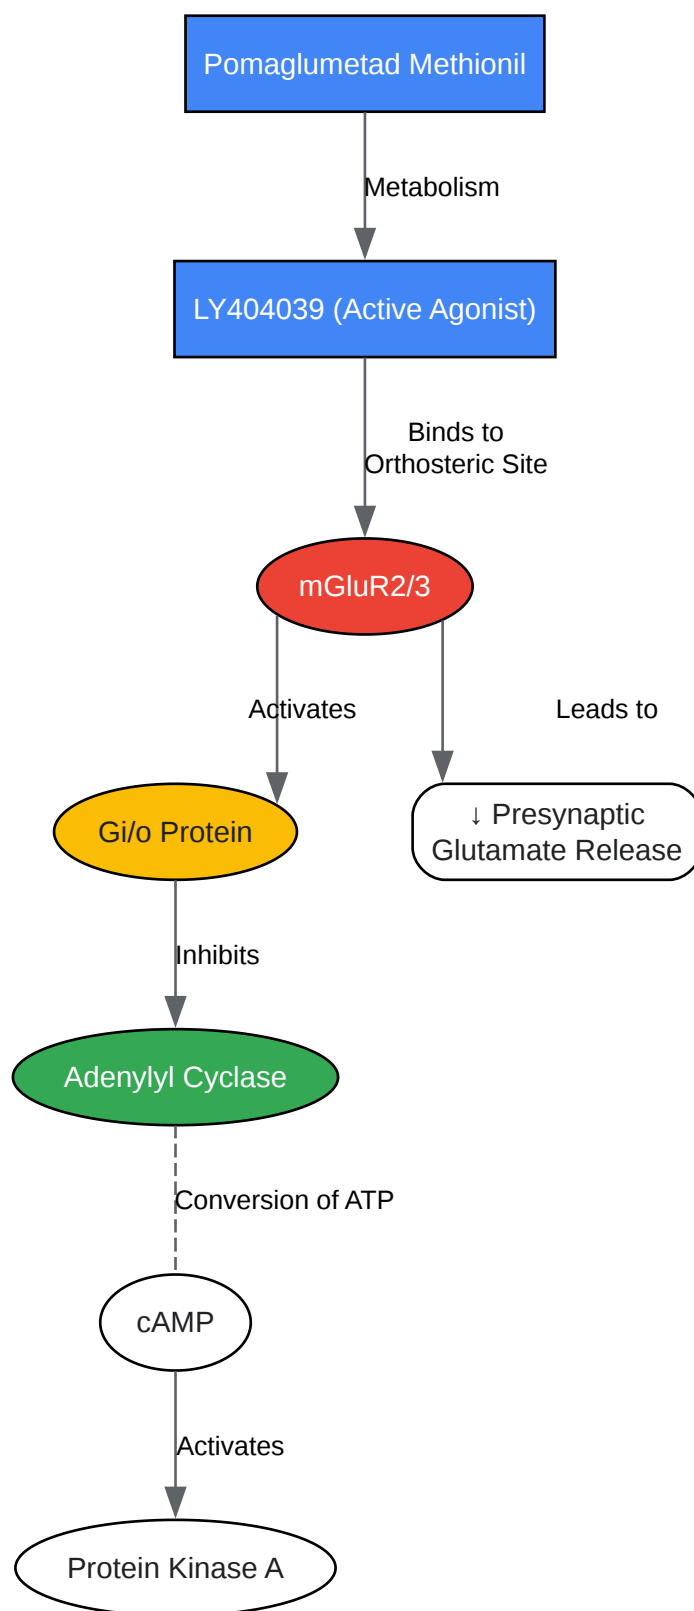 Pomaglumetad Methionil
Metabolism
LY404039 (Active Agonist)
Binds to
Orthosteric Site
mGluR2/3
Activates
Leads to
Gi/o Protein
↓ Presynaptic
Glutamate Release
Inhibits
Adenylyl Cyclase
Conversion of ATP
cAMP
Activates
Protein Kinase A